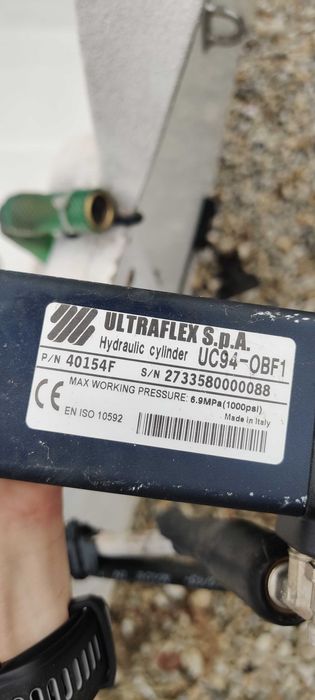 ULTRAFLEX S.p.A.
Hydraulic cylinder UC94-OBF1
P/N 40154F S/N 2733580000088
MAX WORKING PRESSURE: 6.9MPa(1000psi)
Made in Italy
CE EN ISO 10592